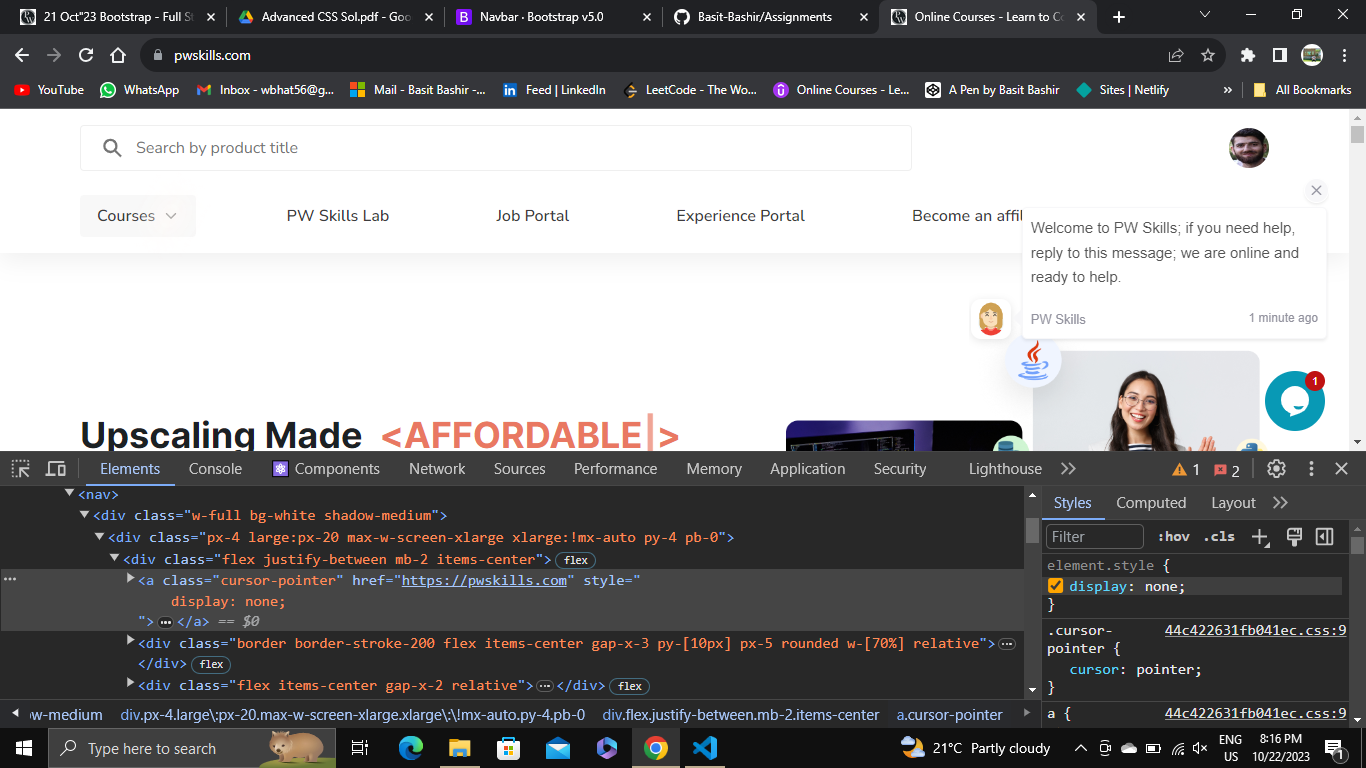 21 Oct"23 Bootstrap - Full S
Advanced CSS Sol.pdf - Goo
Navbar · Bootstrap v5.0
Basit-Bashir/Assignments
Online Courses - Learn to C
pwskills.com
YouTube
WhatsApp
Inbox - wbhat56@g...
Mail - Basit Bashir -...
Feed | LinkedIn
LeetCode - The Wo...
Online Courses - Le...
A Pen by Basit Bashir
Sites | Netlify
»
All Bookmarks
Search by product title
Courses
PW Skills Lab
Job Portal
Experience Portal
Become an affil
Welcome to PW Skills; if you need help,
reply to this message; we are online and
ready to help.
PW Skills
1 minute ago
1
Upscaling Made <AFFORDABLE|>
Elements
Console
Components
Network
Sources
Performance
Memory
Application
Security
Lighthouse
1
2
<nav>
<div class="w-full bg-white shadow-medium">
<div class="px-4 large:px-20 max-w-screen-xlarge xlarge:!mx-auto py-4 pb-0">
<div class="flex justify-between mb-2 items-center"> flex
<a class="cursor-pointer" href="https://pwskills.com" style="
display: none;
">…</a> == $0
<div class="border border-stroke-200 flex items-center gap-x-3 py-[10px] px-5 rounded w-[70%] relative">…
</div> flex
<div class="flex items-center gap-x-2 relative">…</div> flex
Styles
Computed
Layout
Filter
:hov
.cls
element.style {
display: none;
}
.cursor-
pointer {
44c422631fb041ec.css:9
cursor: pointer;
}
a {
44c422631fb041ec.css:9
w-medium
div.px-4.large\:px-20.max-w-screen-xlarge.xlarge\:\!mx-auto.py-4.pb-0
div.flex.justify-between.mb-2.items-center
a.cursor-pointer
Type here to search
21°C Partly cloudy
ENG
US
8:16 PM
10/22/2023
1